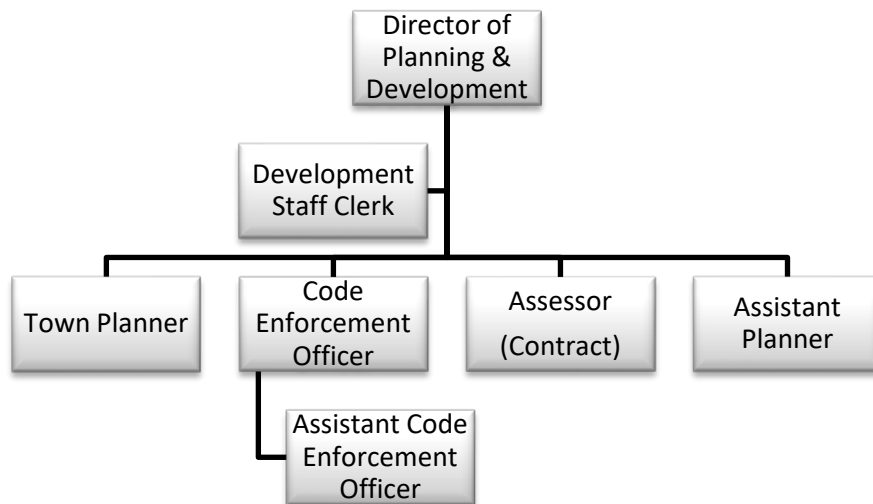 Director of
Planning &
Development
Development
Staff Clerk
Town Planner
Code
Enforcement
Officer
Assessor
(Contract)
Assistant
Planner
Assistant Code
Enforcement
Officer